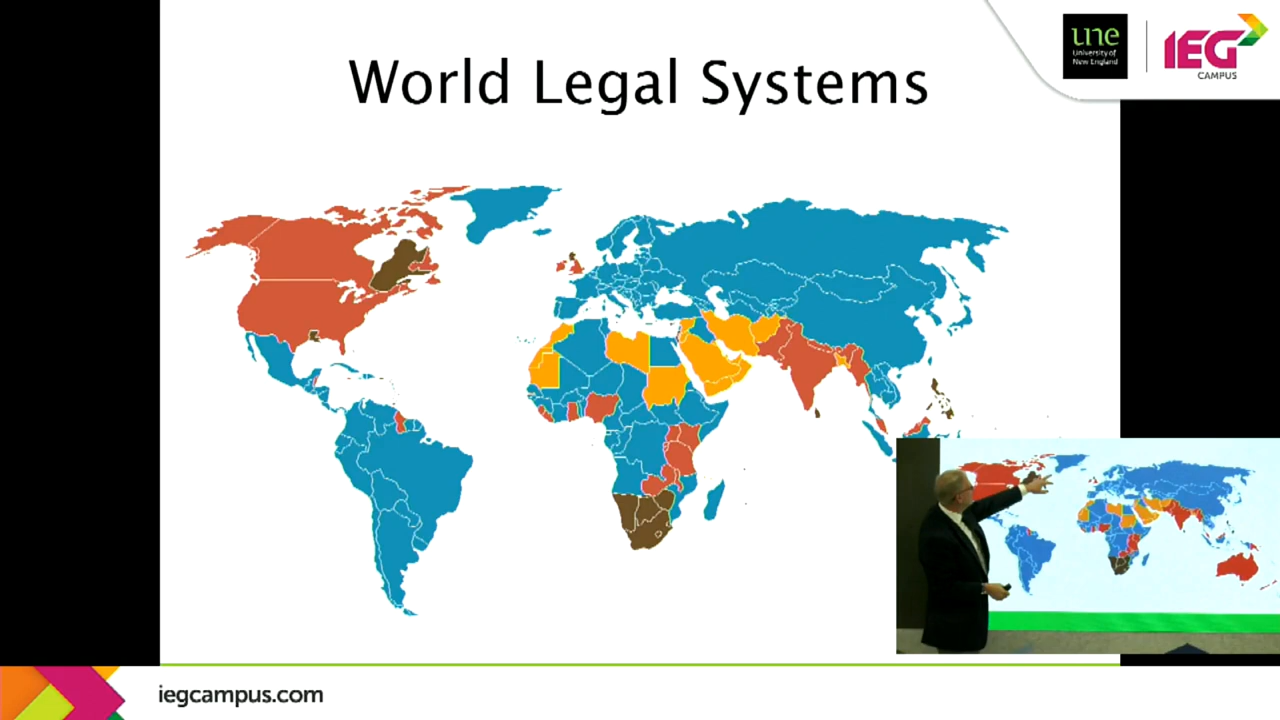 World Legal Systems
une
University of
New England
IEG
CAMPUS
iegcampus.com